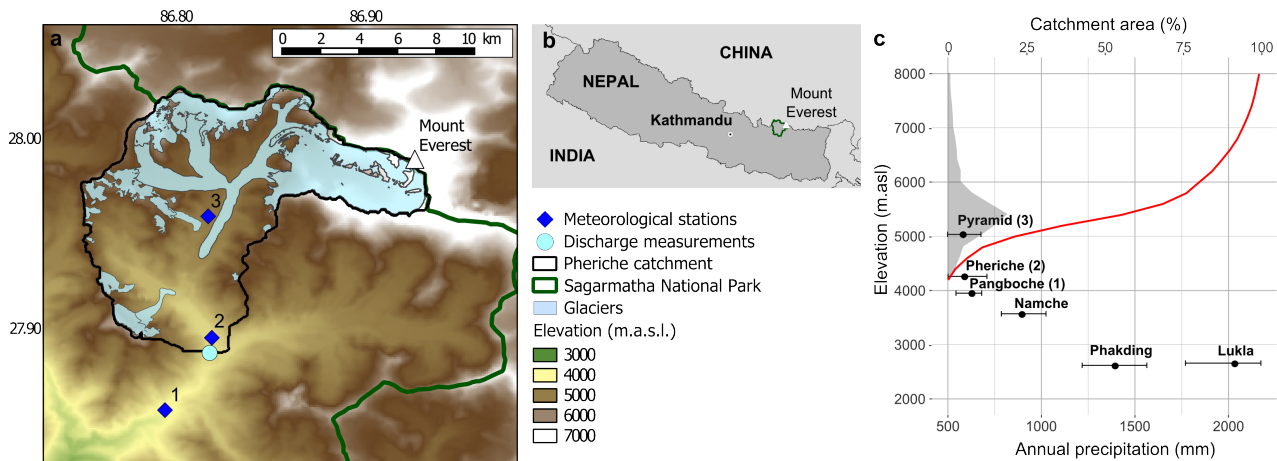 86.80
86.90
a
0 2 4 6 8 10 km
28.00
27.90
Mount
Everest
3
2
1
b
CHINA
NEPAL
Mount
Everest
Kathmandu
INDIA
Meteorological stations
Discharge measurements
Pheriche catchment
Sagarmatha National Park
Glaciers
Elevation (m.a.s.l.)
3000
4000
5000
6000
7000
c
Catchment area (%)
0 25 50 75 100
Elevation (m.asl)
8000
7000
6000
5000
4000
3000
2000
Pyramid (3)
Pheriche (2)
Pangboche (1)
Namche
Phakding
Lukla
500 1000 1500 2000
Annual precipitation (mm)